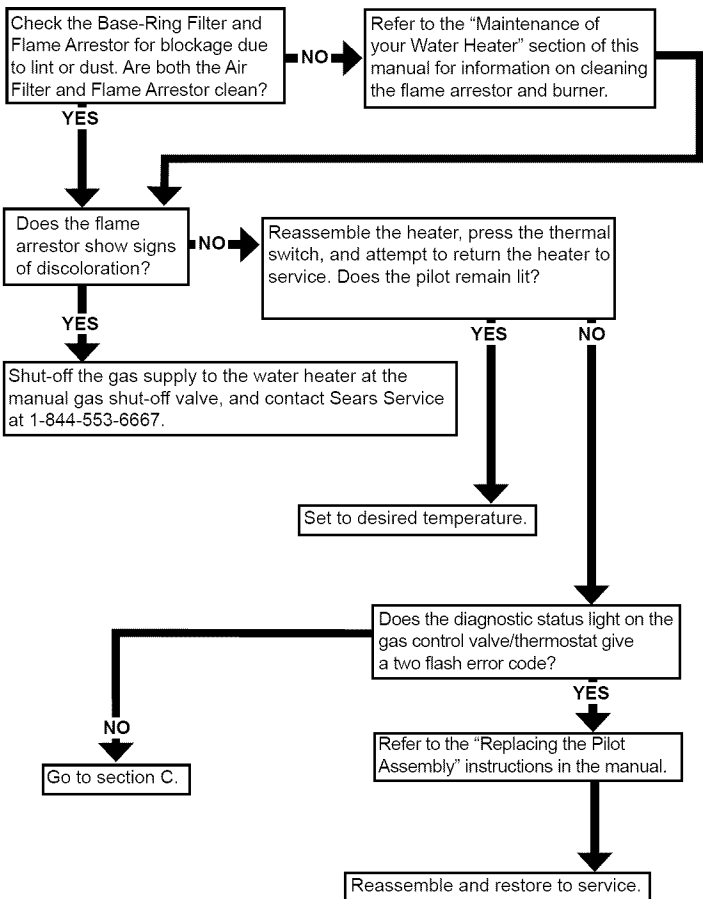 Check the Base-Ring Filter and
Flame Arrestor for blockage due
to lint or dust. Are both the Air
Filter and Flame Arrestor clean?
NO
Refer to the “Maintenance of
your Water Heater” section of this
manual for information on cleaning
the flame arrestor and burner.
YES
Does the flame
arrestor show signs
of discoloration?
NO
Reassemble the heater, press the thermal
switch, and attempt to return the heater to
service. Does the pilot remain lit?
YES
YES
NO
Shut-off the gas supply to the water heater at the
manual gas shut-off valve, and contact Sears Service
at 1-844-553-6667.
Set to desired temperature.
Does the diagnostic status light on the
gas control valve/thermostat give
a two flash error code?
YES
NO
Refer to the “Replacing the Pilot
Assembly” instructions in the manual.
Go to section C.
Reassemble and restore to service.